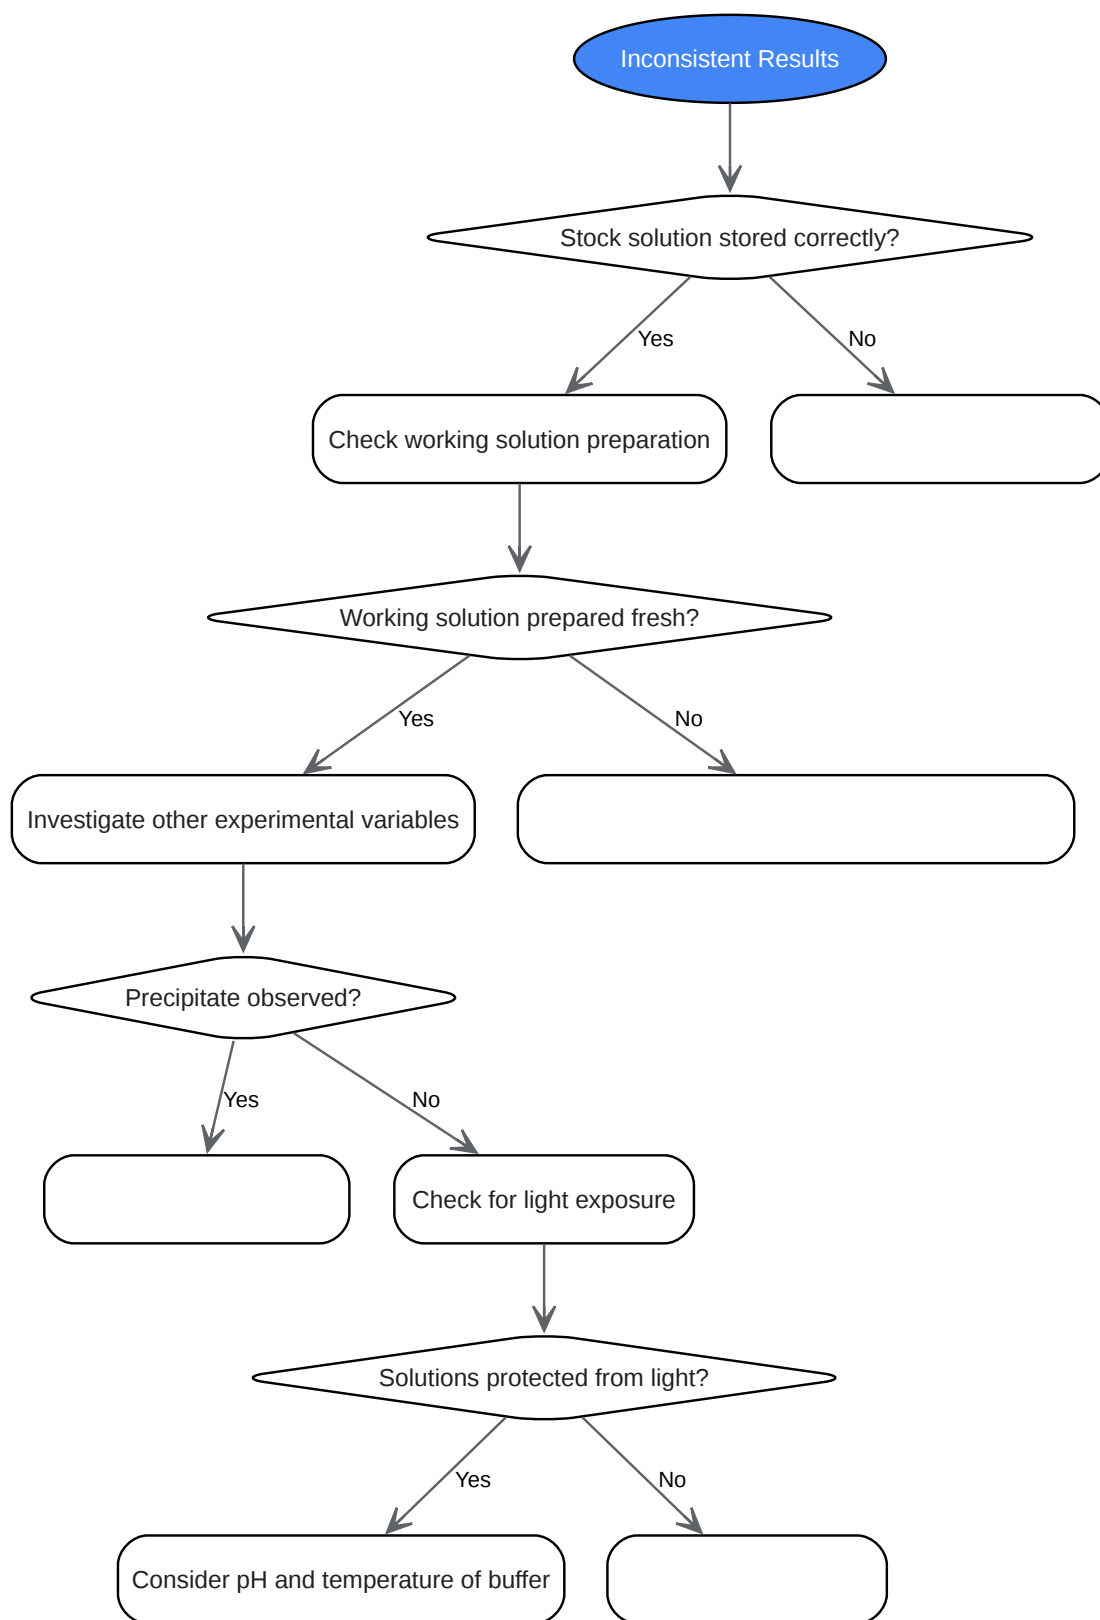 Inconsistent Results
Stock solution stored correctly?
Yes
No
Check working solution preparation
Working solution prepared fresh?
Yes
No
Investigate other experimental variables
Precipitate observed?
Yes
No
Check for light exposure
Solutions protected from light?
Yes
No
Consider pH and temperature of buffer